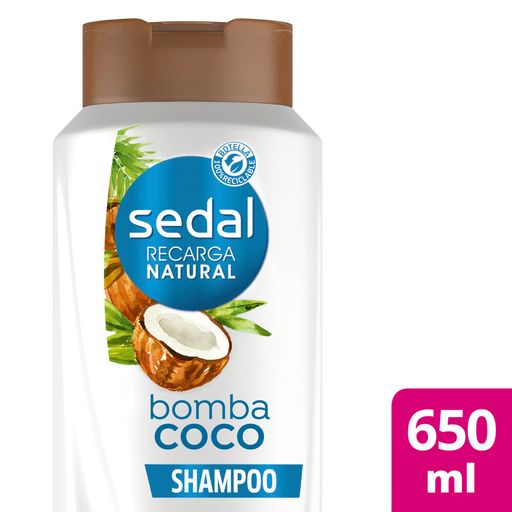 BOTELLA
100% RECICLABLE
sedal
RECARGA
NATURAL
bomba
COCO
SHAMPOO
650
ml